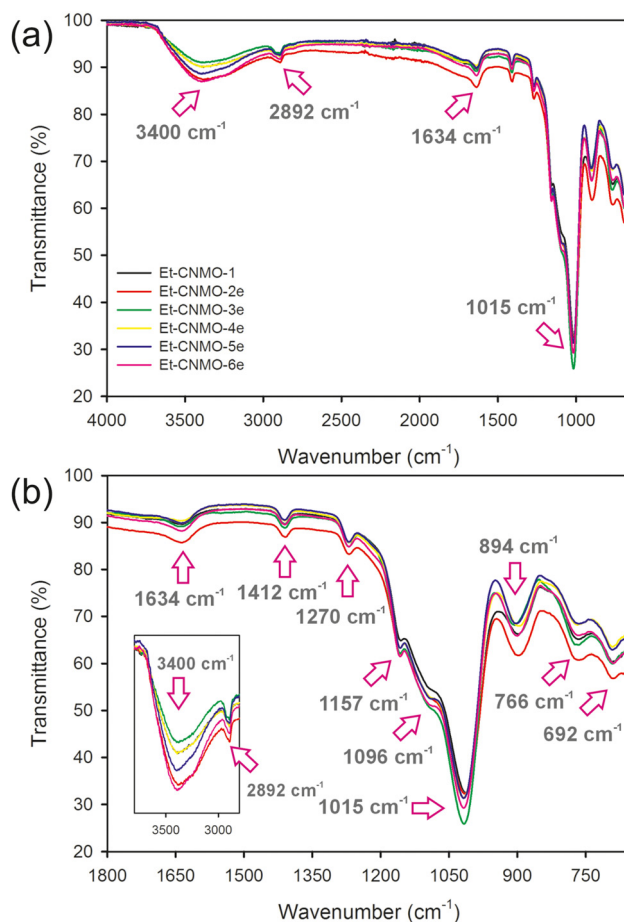 (a)
100
90
80
70
60
50
40
30
20
Transmittance (%)
3400 cm⁻¹
2892 cm⁻¹
1634 cm⁻¹
1015 cm⁻¹
Et-CNMO-1
Et-CNMO-2e
Et-CNMO-3e
Et-CNMO-4e
Et-CNMO-5e
Et-CNMO-6e
4000 3500 3000 2500 2000 1500 1000
Wavenumber (cm⁻¹)
(b)
100
90
80
70
60
50
40
30
20
Transmittance (%)
1634 cm⁻¹
1412 cm⁻¹
1270 cm⁻¹
894 cm⁻¹
3400 cm⁻¹
1157 cm⁻¹
766 cm⁻¹
1096 cm⁻¹
692 cm⁻¹
2892 cm⁻¹
1015 cm⁻¹
3500 3000
1800 1650 1500 1350 1200 1050 900 750
Wavenumber (cm⁻¹)